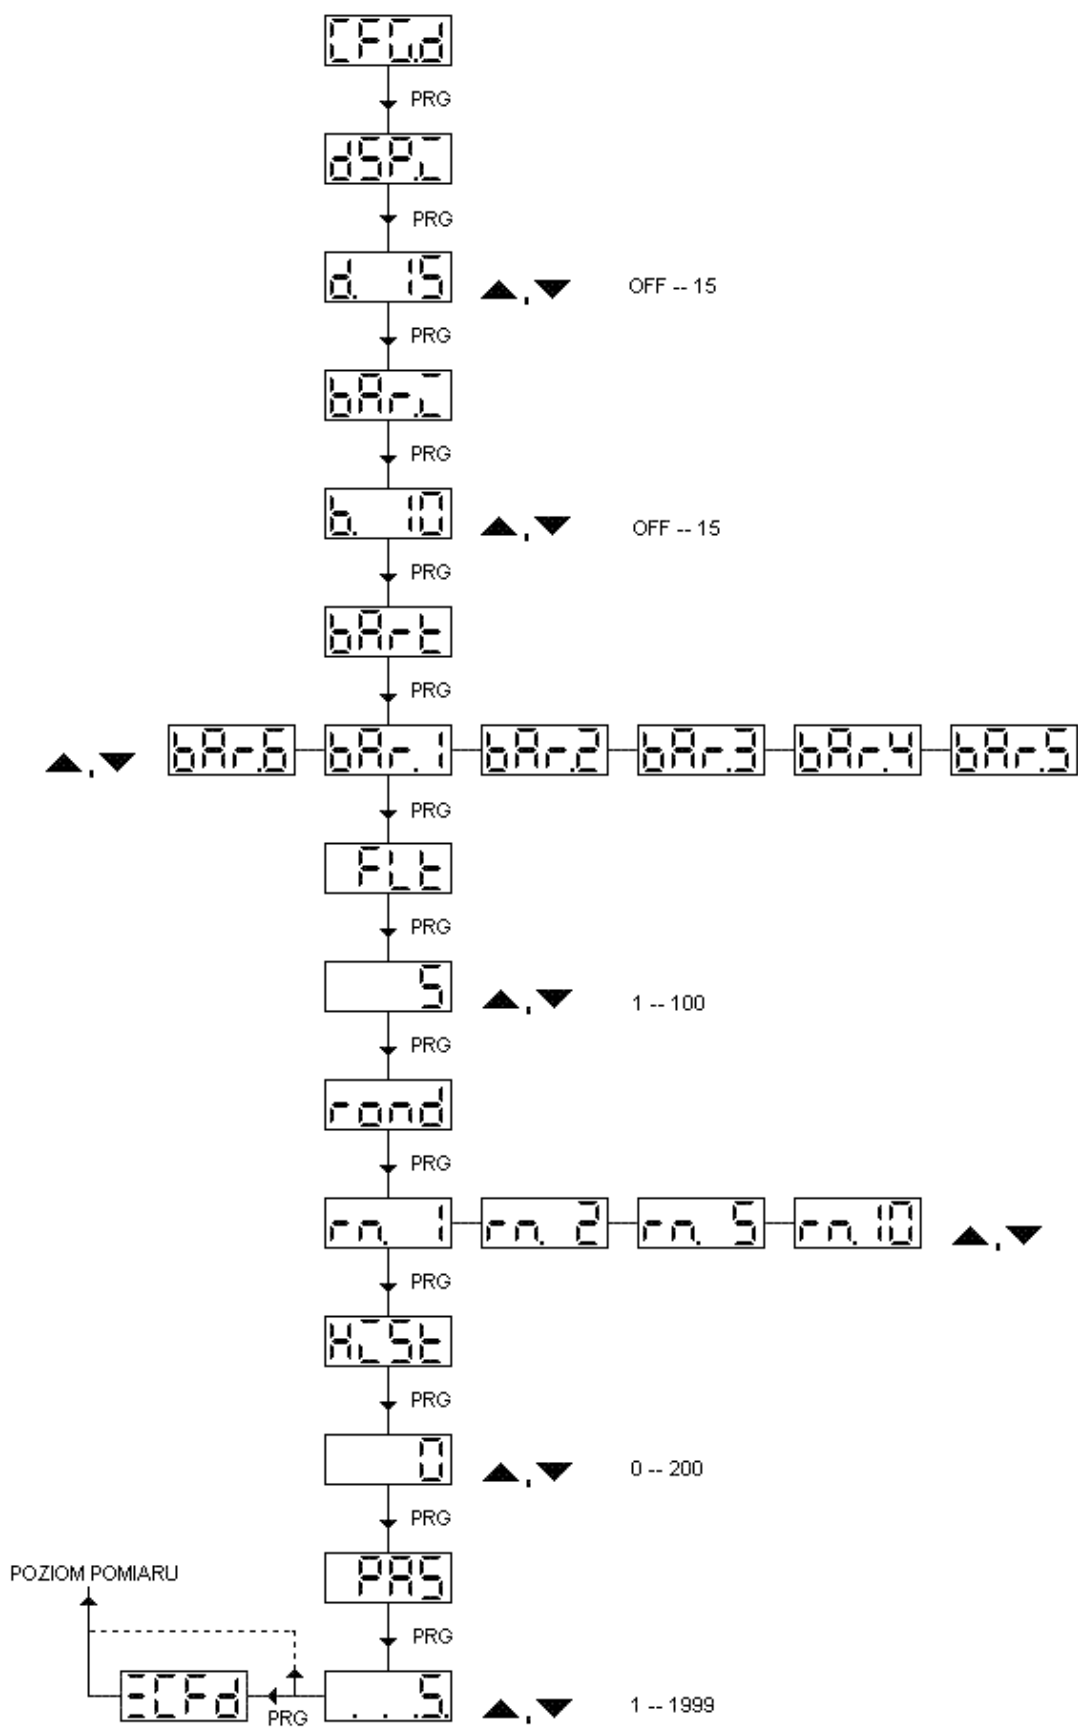 CFG.d
PRG
dSP.I
PRG
d. 15 ▲,▼ OFF -- 15
PRG
bAr.I
PRG
b. 10 ▲,▼ OFF -- 15
PRG
bArt
PRG
▲,▼ bAr.6 bAr.1 bAr.2 bAr.3 bAr.4 bAr.5
PRG
FLt
PRG
5 ▲,▼ 1 -- 100
PRG
rond
PRG
rn. 1 rn. 2 rn. 5 rn. 10 ▲,▼
PRG
HISt
PRG
0 ▲,▼ 0 -- 200
PRG
PAS
POZIOM POMIARU
PRG
ECFd PRG . . .5. ▲,▼ 1 -- 1999